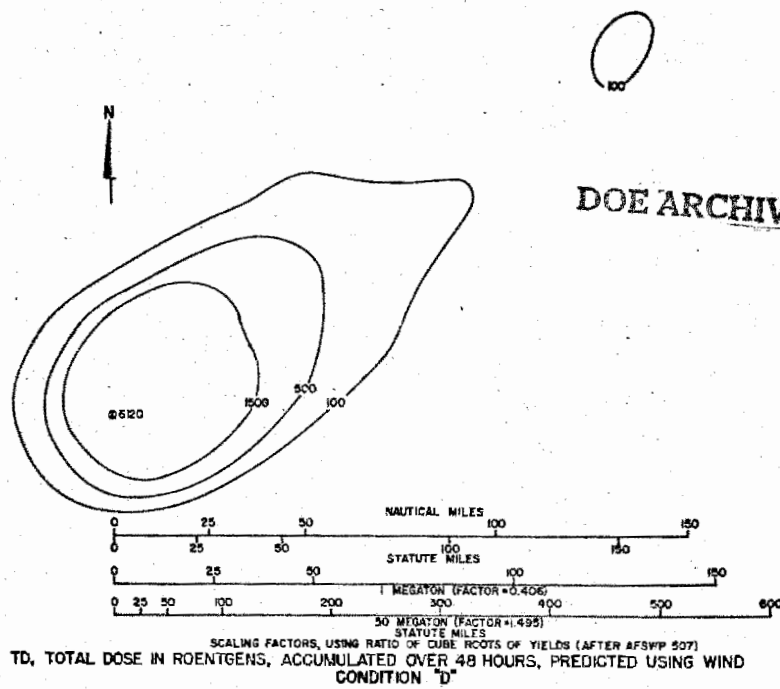 100
N
DOE ARCHIV
500
1500
100
6120
NAUTICAL MILES
0 25 50 100 150
0 25 50 100 150
STATUTE MILES
0 25 50 100 150
1 MEGATON (FACTOR=0.406)
0 25 50 100 200 300 400 500 600
50 MEGATON (FACTOR=1.495)
STATUTE MILES
SCALING FACTORS, USING RATIO OF CUBE ROOTS OF YIELDS (AFTER AFSWP 507)
TD, TOTAL DOSE IN ROENTGENS, ACCUMULATED OVER 48 HOURS, PREDICTED USING WIND
CONDITION "D"